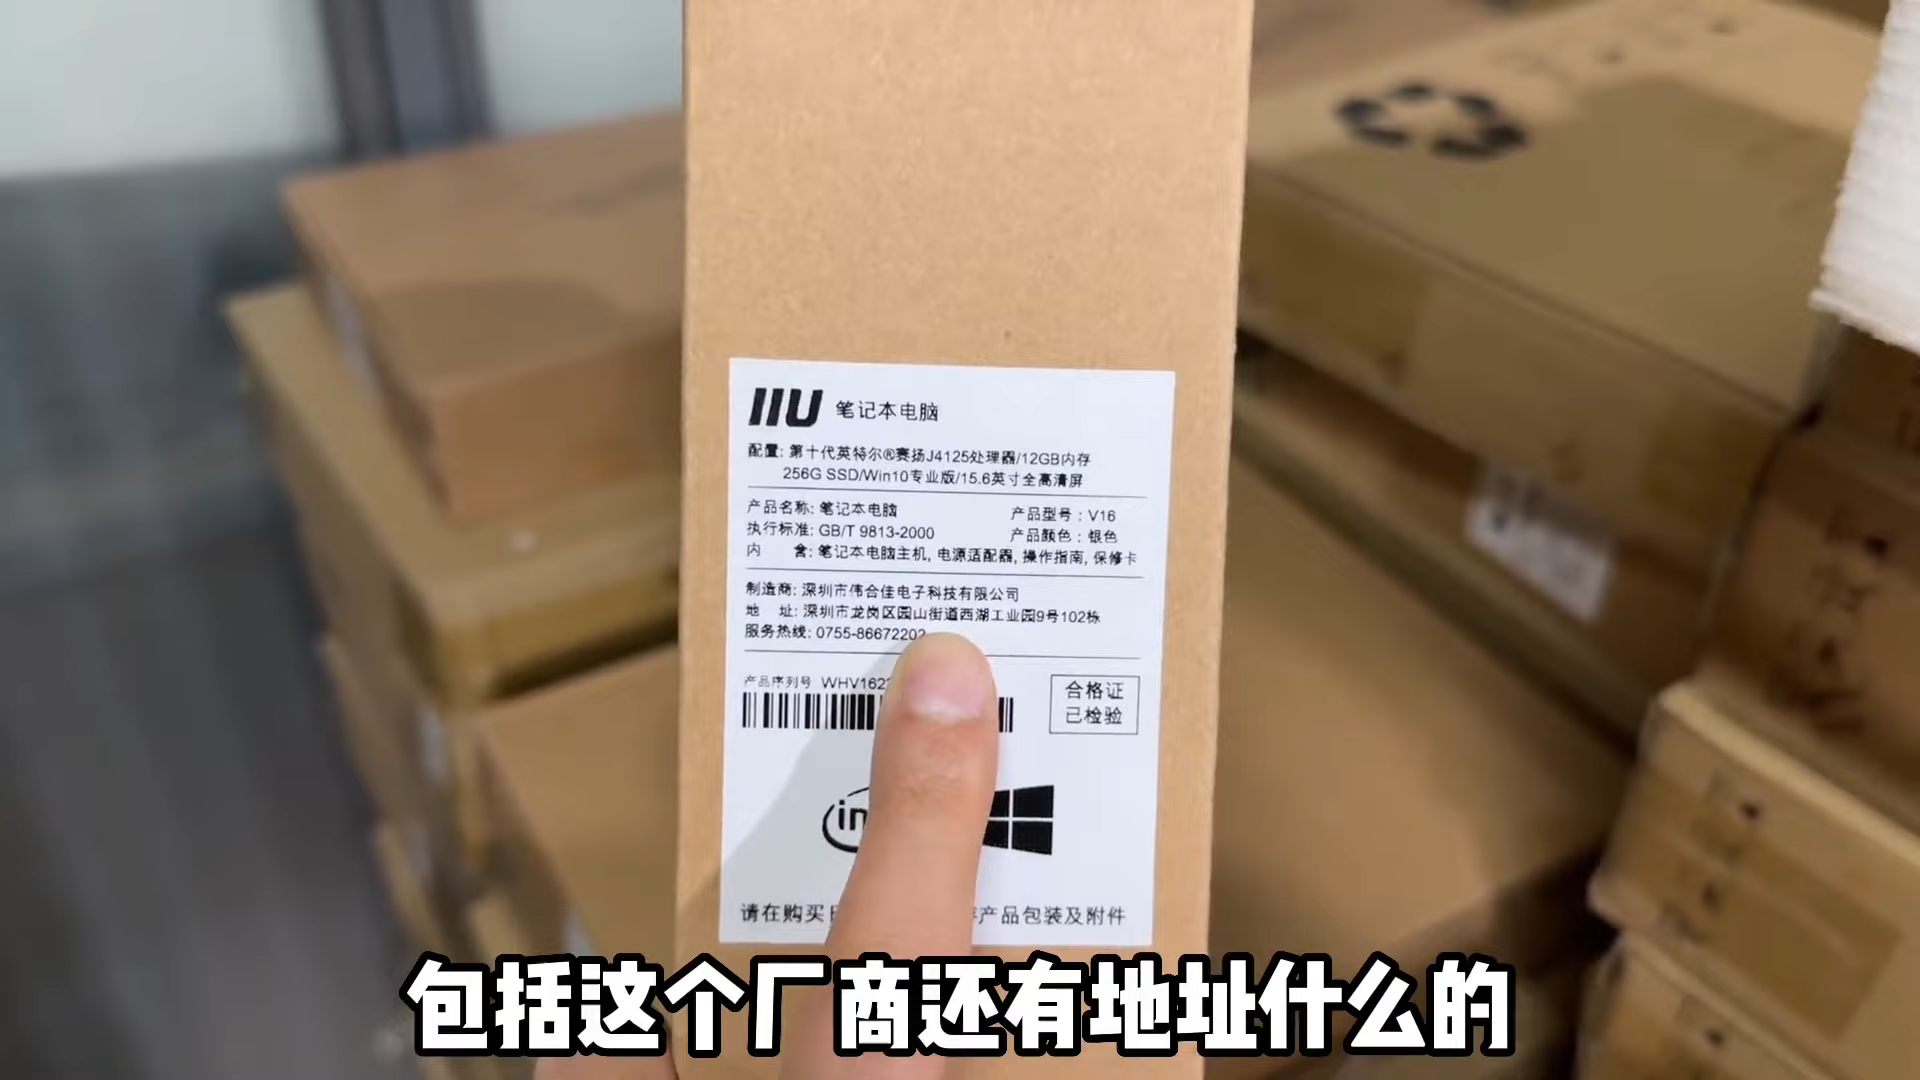 IIU 笔记本电脑
配置: 第十代英特尔®赛扬J4125处理器/12GB内存
256G SSD/Win10专业版/15.6英寸全高清屏
产品名称: 笔记本电脑 产品型号：V16
执行标准: GB/T 9813-2000 产品颜色：银色
内 含: 笔记本电脑主机, 电源适配器, 操作指南, 保修卡
制造商: 深圳市伟合佳电子科技有限公司
地 址: 深圳市龙岗区园山街道西湖工业园9号102栋
服务热线: 0755-86672202
产品序列号 WHV162
合格证
已检验
in
请在购买 产品包装及附件
包括这个厂商还有地址什么的